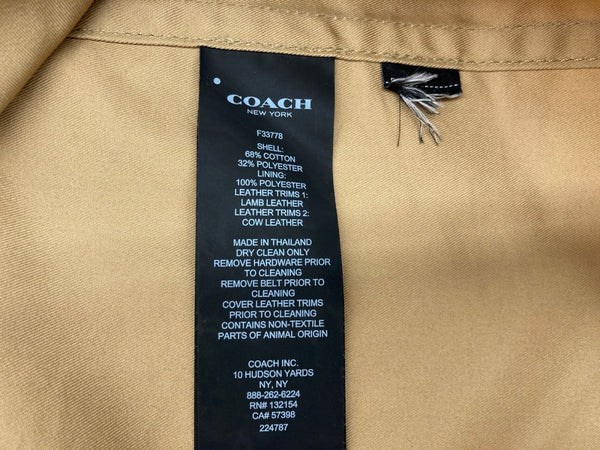 COACH
NEW YORK
F33778
SHELL:
68% COTTON
32% POLYESTER
LINING:
100% POLYESTER
LEATHER TRIMS 1:
LAMB LEATHER
LEATHER TRIMS 2:
COW LEATHER
MADE IN THAILAND
DRY CLEAN ONLY
REMOVE HARDWARE PRIOR
TO CLEANING
REMOVE BELT PRIOR TO
CLEANING
COVER LEATHER TRIMS
PRIOR TO CLEANING
CONTAINS NON-TEXTILE
PARTS OF ANIMAL ORIGIN
COACH INC.
10 HUDSON YARDS
NY, NY
888-262-6224
RN# 132154
CA# 57398
224787